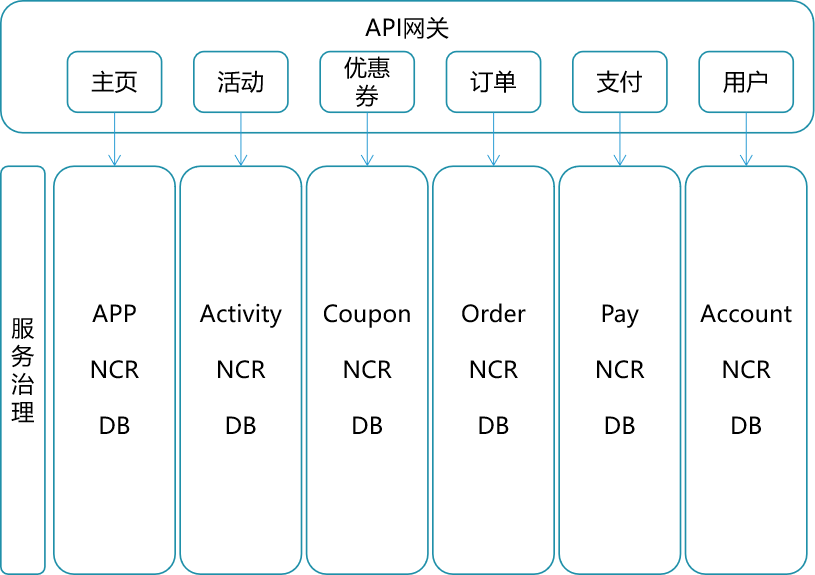 API网关
主页
活动
优惠
券
订单
支付
用户
服
务
治
理
APP
NCR
DB
Activity
NCR
DB
Coupon
NCR
DB
Order
NCR
DB
Pay
NCR
DB
Account
NCR
DB